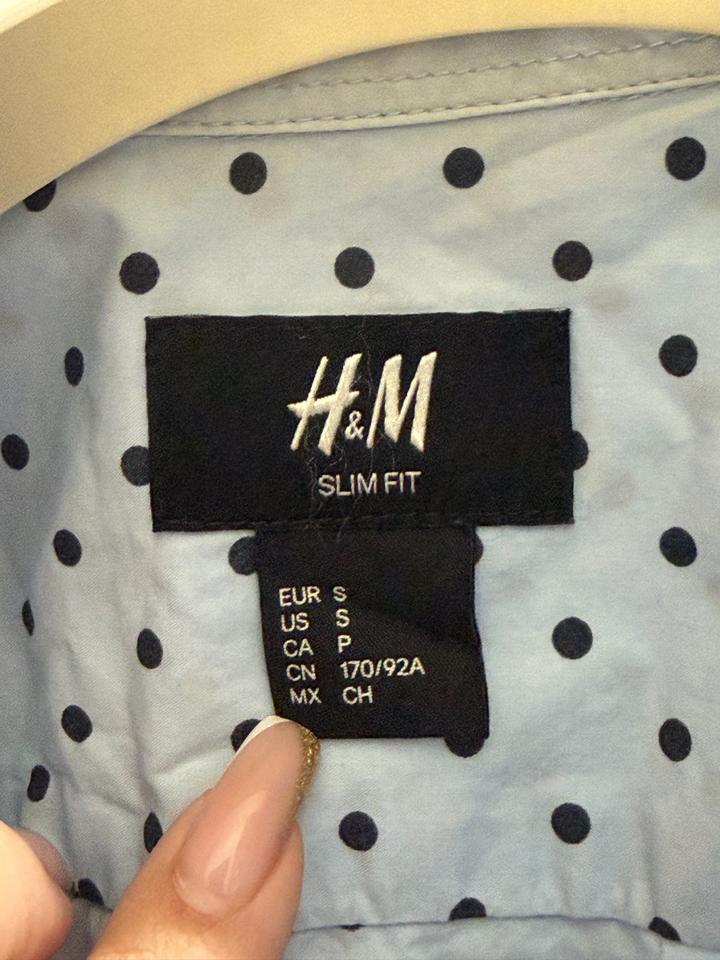 H&M
SLIM FIT
EUR S
US S
CA P
CN 170/92A
MX CH